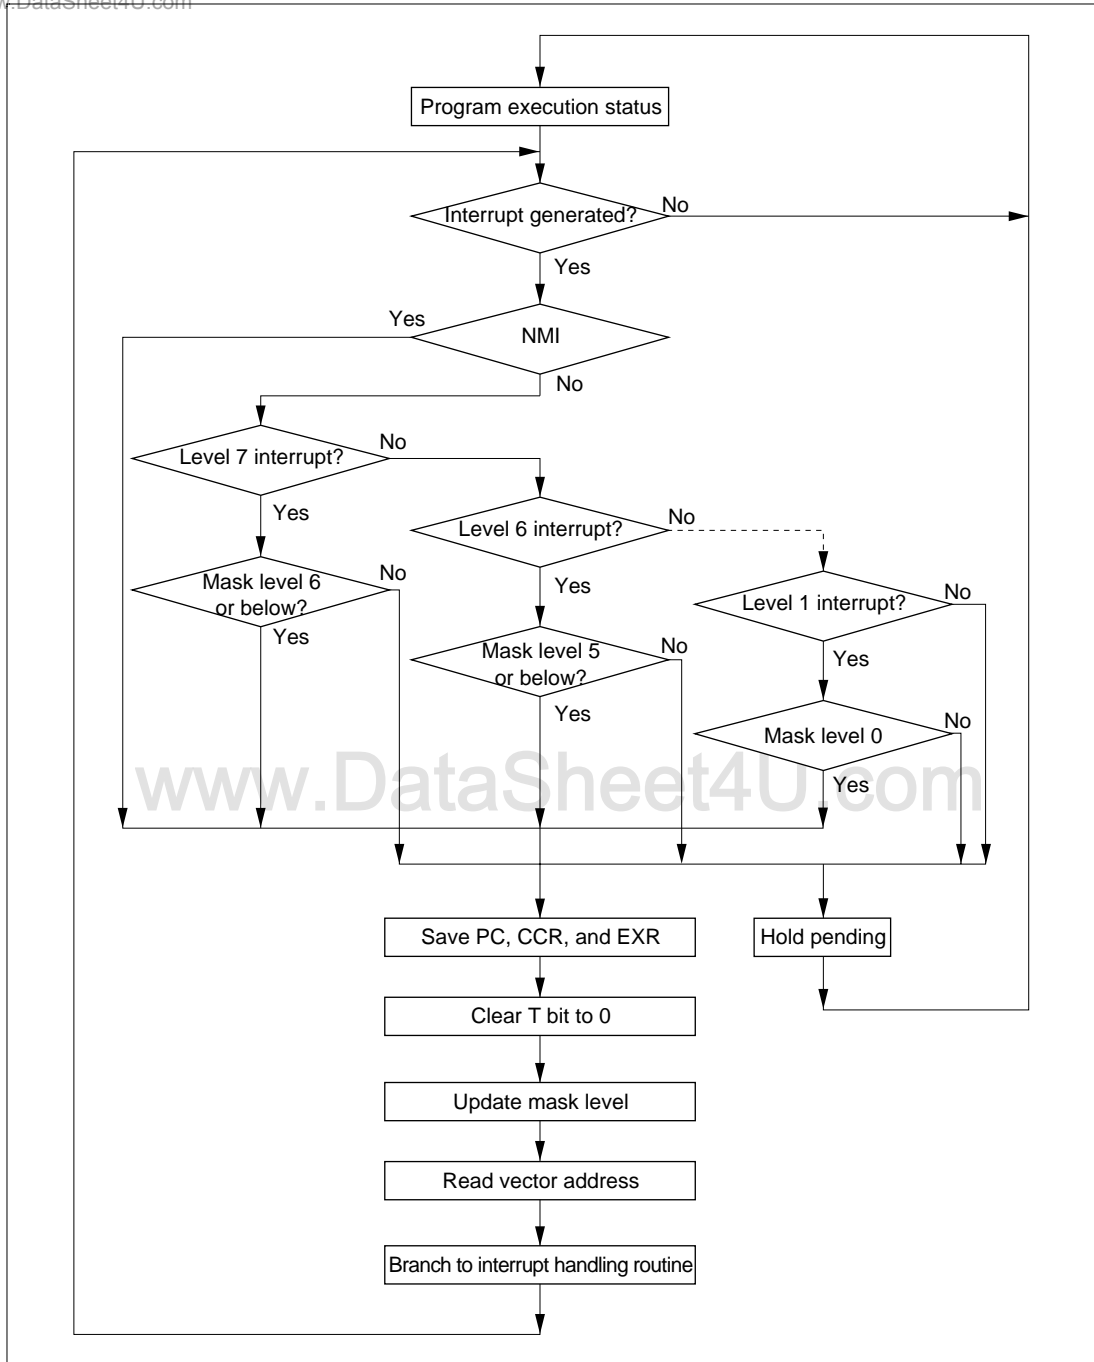 w.DataSheet4U.com
Program execution status
Interrupt generated?
No
Yes
Yes
NMI
No
Level 7 interrupt?
No
Yes
Level 6 interrupt?
No
Mask level 6
or below?
No
Yes
Yes
Level 1 interrupt?
No
Mask level 5
or below?
No
Yes
Yes
Mask level 0
No
Yes
www.DataSheet4U.com
Save PC, CCR, and EXR
Hold pending
Clear T bit to 0
Update mask level
Read vector address
Branch to interrupt handling routine